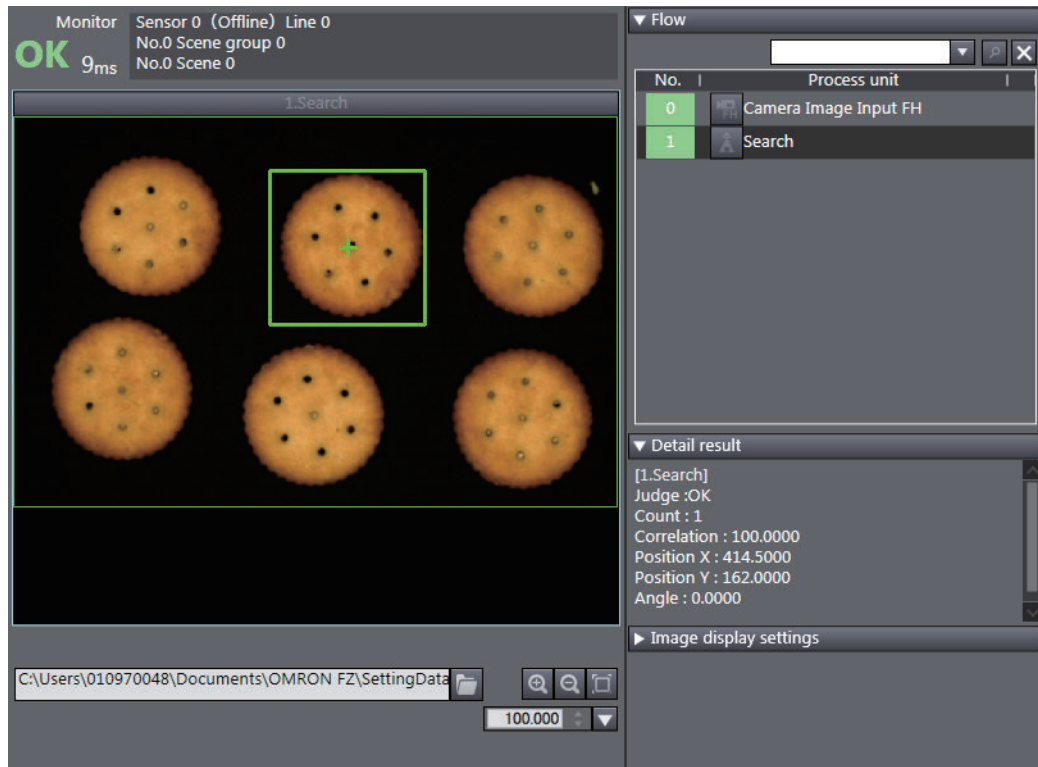 Monitor
OK 9ms
Sensor 0 (Offline) Line 0
No.0 Scene group 0
No.0 Scene 0
1.Search
C:\Users\010970048\Documents\OMRON FZ\SettingData
100.000
▼ Flow
No. Process unit
0 Camera Image Input FH
1 Search
▼ Detail result
[1.Search]
Judge :OK
Count : 1
Correlation : 100.0000
Position X : 414.5000
Position Y : 162.0000
Angle : 0.0000
▶ Image display settings